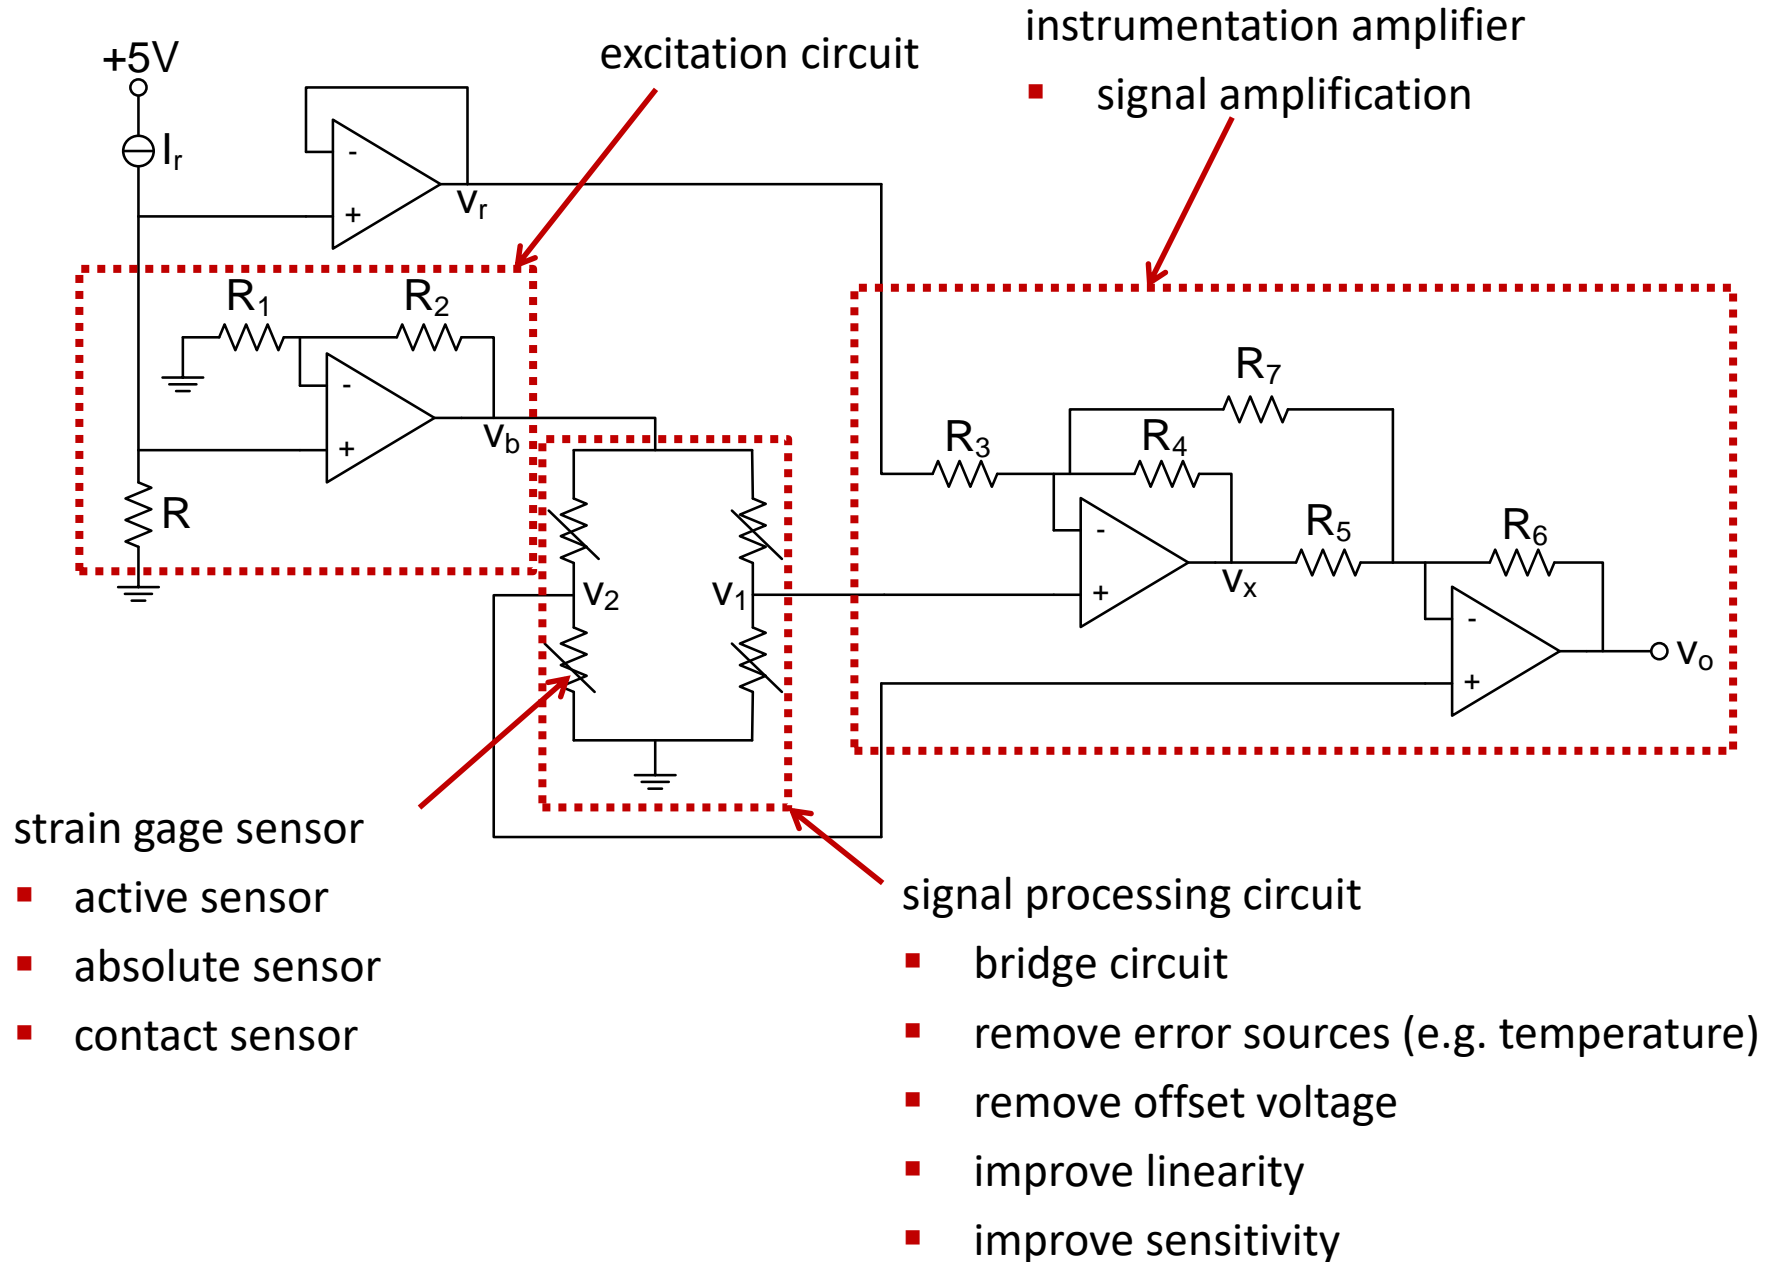 instrumentation amplifier
▪ signal amplification
excitation circuit
+5V
Iᵣ
-
+
vᵣ
R₁
R₂
-
+
v_b
R
v₂
v₁
R₇
R₃
R₄
-
+
vₓ
R₅
R₆
-
+
vₒ
strain gage sensor
▪ active sensor
▪ absolute sensor
▪ contact sensor
signal processing circuit
▪ bridge circuit
▪ remove error sources (e.g. temperature)
▪ remove offset voltage
▪ improve linearity
▪ improve sensitivity